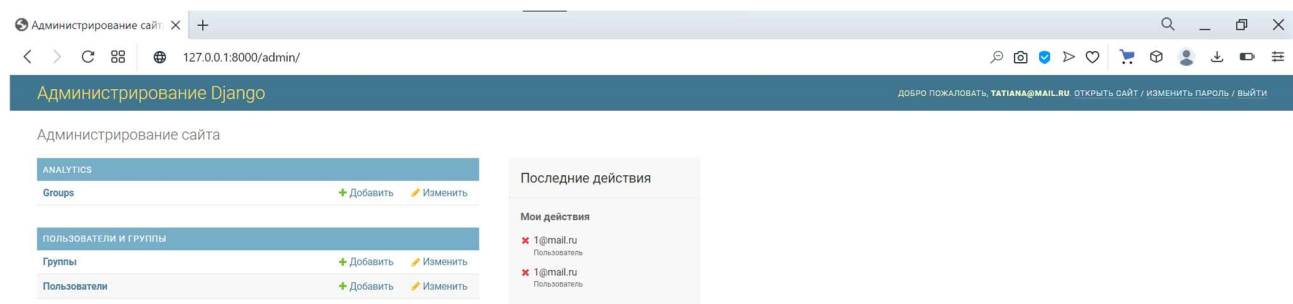 Администрирование сайт
127.0.0.1:8000/admin/
Администрирование Django
ДОБРО ПОЖАЛОВАТЬ, TATIANA@MAIL.RU. ОТКРЫТЬ САЙТ / ИЗМЕНИТЬ ПАРОЛЬ / ВЫЙТИ
Администрирование сайта
ANALYTICS
Groups + Добавить Изменить
ПОЛЬЗОВАТЕЛИ И ГРУППЫ
Группы + Добавить Изменить
Пользователи + Добавить Изменить
Последние действия
Мои действия
1@mail.ru
Пользователь
1@mail.ru
Пользователь